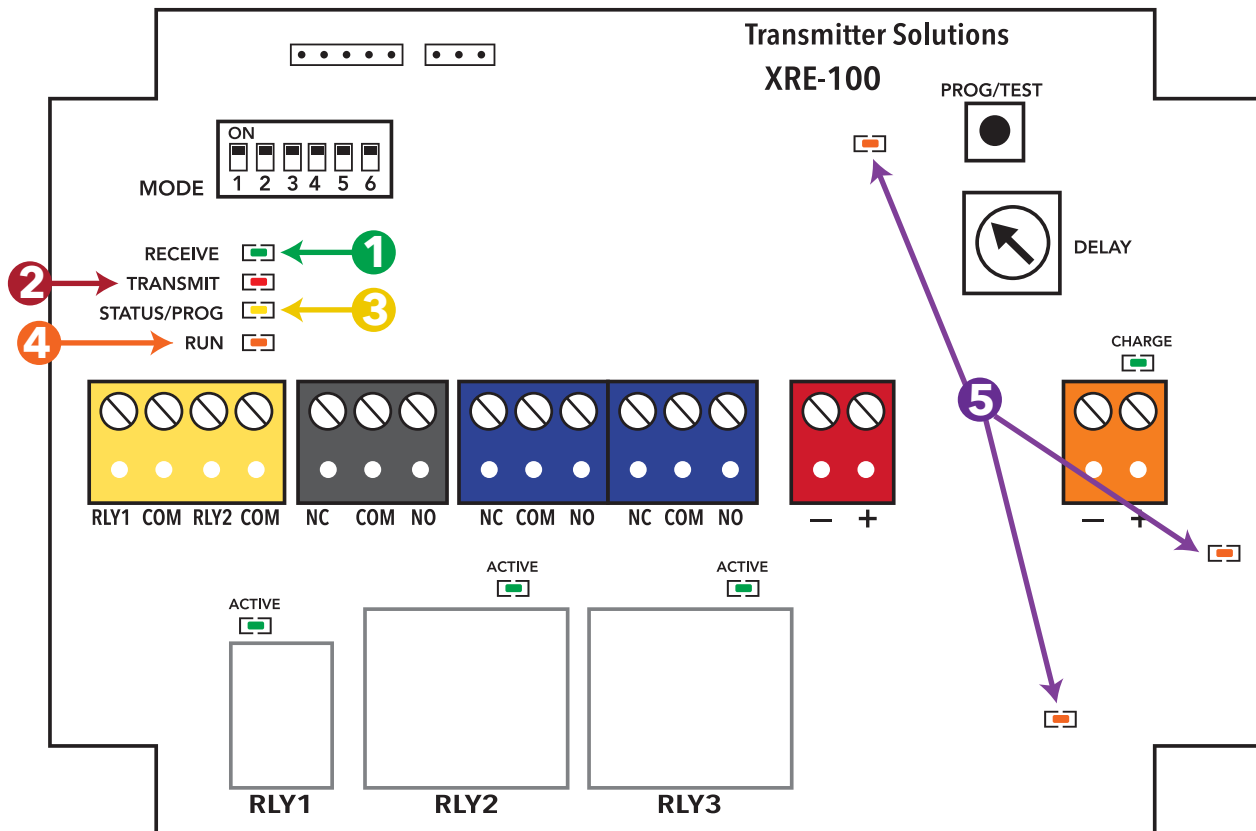 Transmitter Solutions
XRE-100
PROG/TEST
ON
1 2 3 4 5 6
MODE
DELAY
RECEIVE
1
2
TRANSMIT
STATUS/PROG
3
4
RUN
CHARGE
5
RLY1 COM RLY2 COM
NC COM NO
NC COM NO
NC COM NO
— +
— +
ACTIVE
ACTIVE
ACTIVE
RLY1
RLY2
RLY3